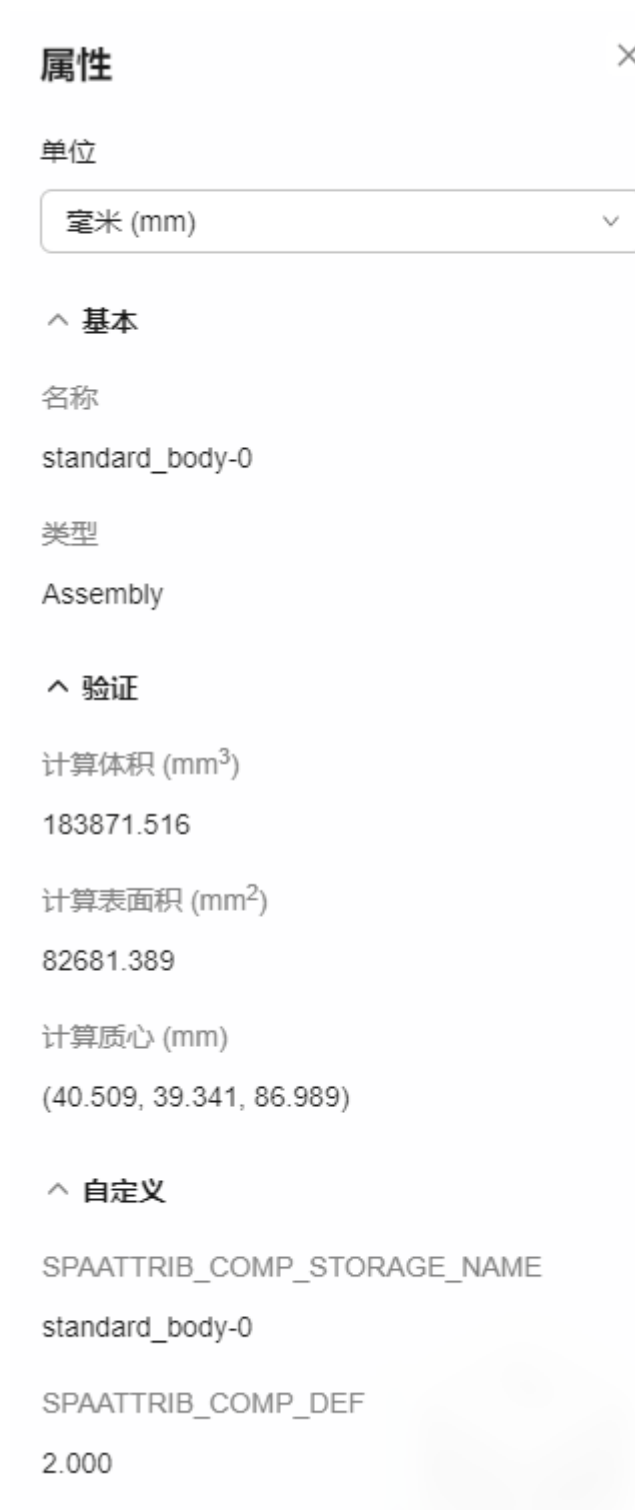 属性
单位
毫米 (mm)
基本
名称
standard_body-0
类型
Assembly
验证
计算体积 (mm³)
183871.516
计算表面积 (mm²)
82681.389
计算质心 (mm)
(40.509, 39.341, 86.989)
自定义
SPAATTRIB_COMP_STORAGE_NAME
standard_body-0
SPAATTRIB_COMP_DEF
2.000